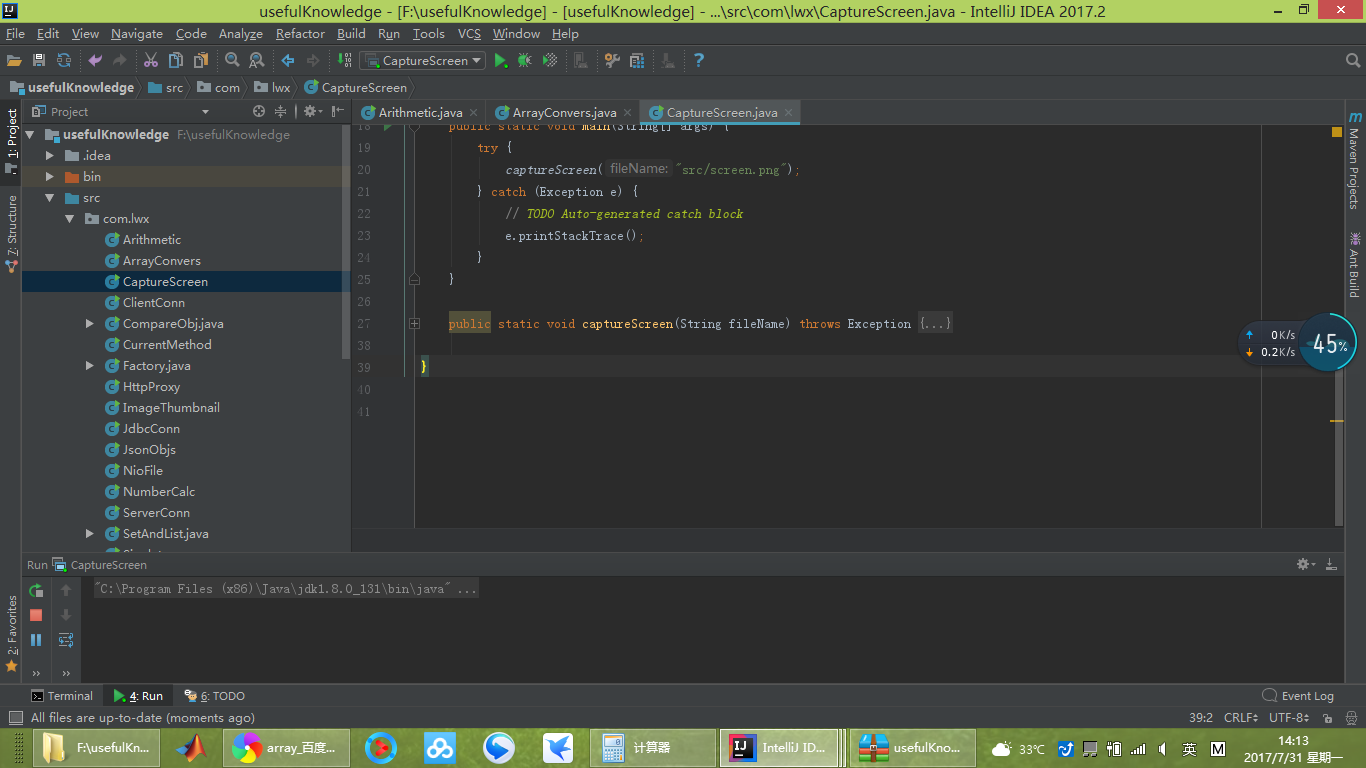 usefulKnowledge - [F:\usefulKnowledge] - [usefulKnowledge] - ...\src\com\lwx\CaptureScreen.java - IntelliJ IDEA 2017.2
File Edit View Navigate Code Analyze Refactor Build Run Tools VCS Window Help
CaptureScreen
usefulKnowledge src com lwx CaptureScreen
Project
Arithmetic.java ArrayConvers.java CaptureScreen.java
usefulKnowledge F:\usefulKnowledge
.idea
bin
src
com.lwx
Arithmetic
ArrayConvers
CaptureScreen
ClientConn
CompareObj.java
CurrentMethod
Factory.java
HttpProxy
ImageThumbnail
JdbcConn
JsonObjs
NioFile
NumberCalc
ServerConn
SetAndList.java
1: Project
7: Structure
2: Favorites
18 public static void main(String[] args) {
19 try {
20 captureScreen( fileName: "src/screen.png");
21 } catch (Exception e) {
22 // TODO Auto-generated catch block
23 e.printStackTrace();
24 }
25 }
26
27 public static void captureScreen(String fileName) throws Exception {...}
38
39 }
40
41
Maven Projects
Ant Build
0K/s
0.2K/s
45%
Run CaptureScreen
"C:\Program Files (x86)\Java\jdk1.8.0_131\bin\java" ...
Terminal 4: Run 6: TODO Event Log
All files are up-to-date (moments ago) 39:2 CRLF UTF-8
F:\usefulKn... array_百度... 计算器 IntelliJ ID... usefulKno... 33℃ 英 M
14:13
2017/7/31 星期一